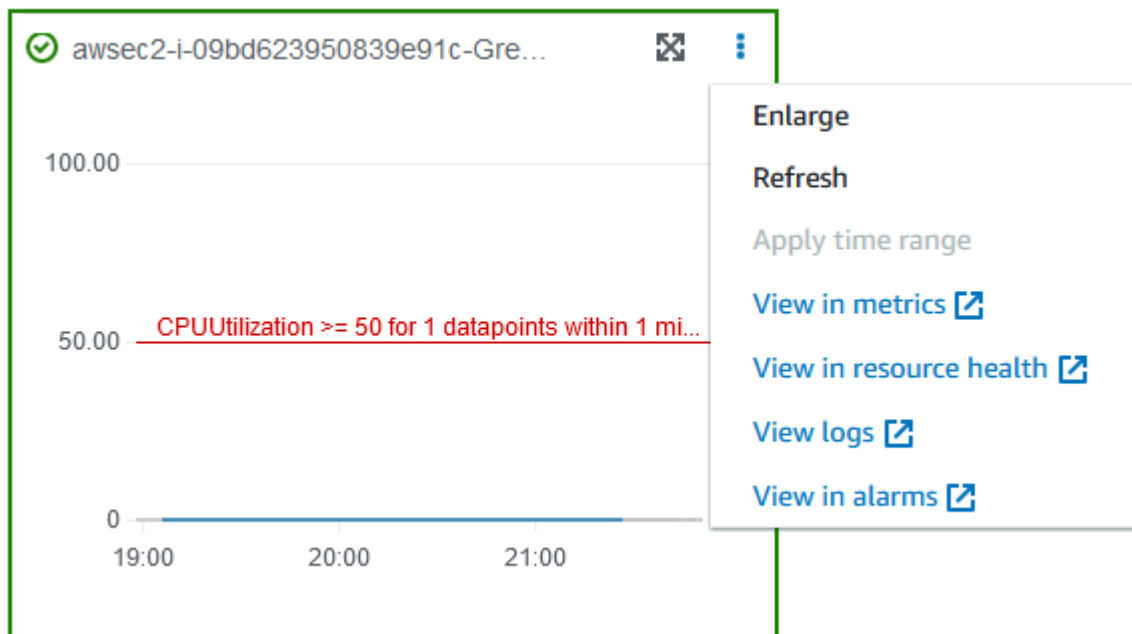 awsec2-i-09bd623950839e91c-Gre...
Enlarge
Refresh
Apply time range
View in metrics
View in resource health
View logs
View in alarms
100.00
CPUUtilization >= 50 for 1 datapoints within 1 mi...
50.00
0
19:00 20:00 21:00